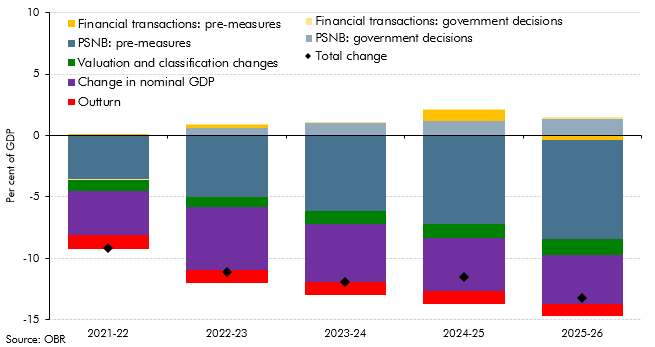 10
5
0
-5
-10
-15
Per cent of GDP
Financial transactions: pre-measures
PSNB: pre-measures
Valuation and classification changes
Change in nominal GDP
Outturn
Financial transactions: government decisions
PSNB: government decisions
Total change
2021-22 2022-23 2023-24 2024-25 2025-26
Source: OBR